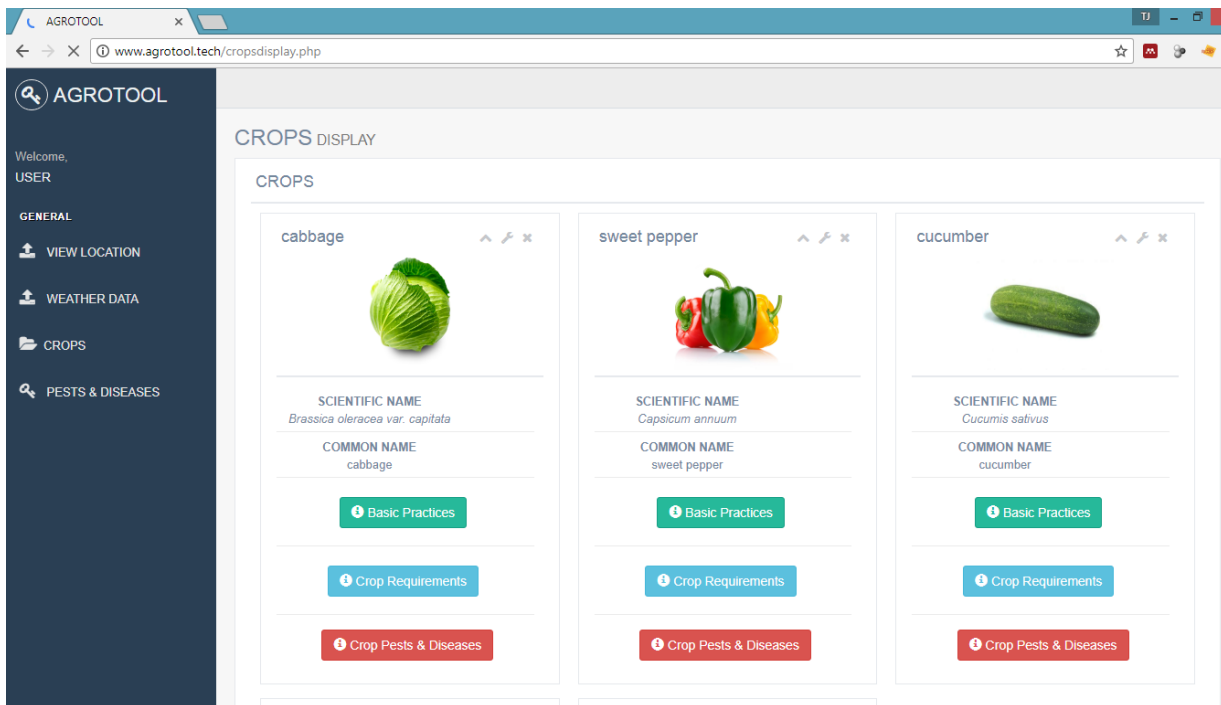 AGROTOOL
TJ
www.agrotool.tech/cropsdisplay.php
AGROTOOL
Welcome,
USER
GENERAL
VIEW LOCATION
WEATHER DATA
CROPS
PESTS & DISEASES
CROPS DISPLAY
CROPS
cabbage
SCIENTIFIC NAME
Brassica oleracea var. capitata
COMMON NAME
cabbage
Basic Practices
Crop Requirements
Crop Pests & Diseases
sweet pepper
SCIENTIFIC NAME
Capsicum annuum
COMMON NAME
sweet pepper
Basic Practices
Crop Requirements
Crop Pests & Diseases
cucumber
SCIENTIFIC NAME
Cucumis sativus
COMMON NAME
cucumber
Basic Practices
Crop Requirements
Crop Pests & Diseases